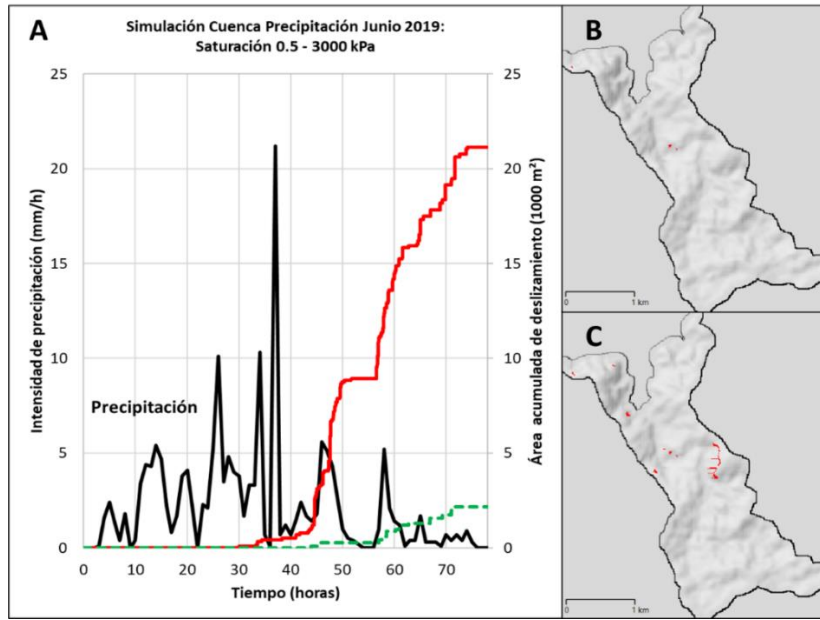 A
Simulación Cuenca Precipitación Junio 2019:
Saturación 0.5 - 3000 kPa
Intensidad de precipitación (mm/h)
25
20
15
10
5
0
Precipitación
0 10 20 30 40 50 60 70
Tiempo (horas)
25
20
15
10
5
0
Área acumulada de deslizamiento (1000 m²)
B
0 1 km
C
0 1 km